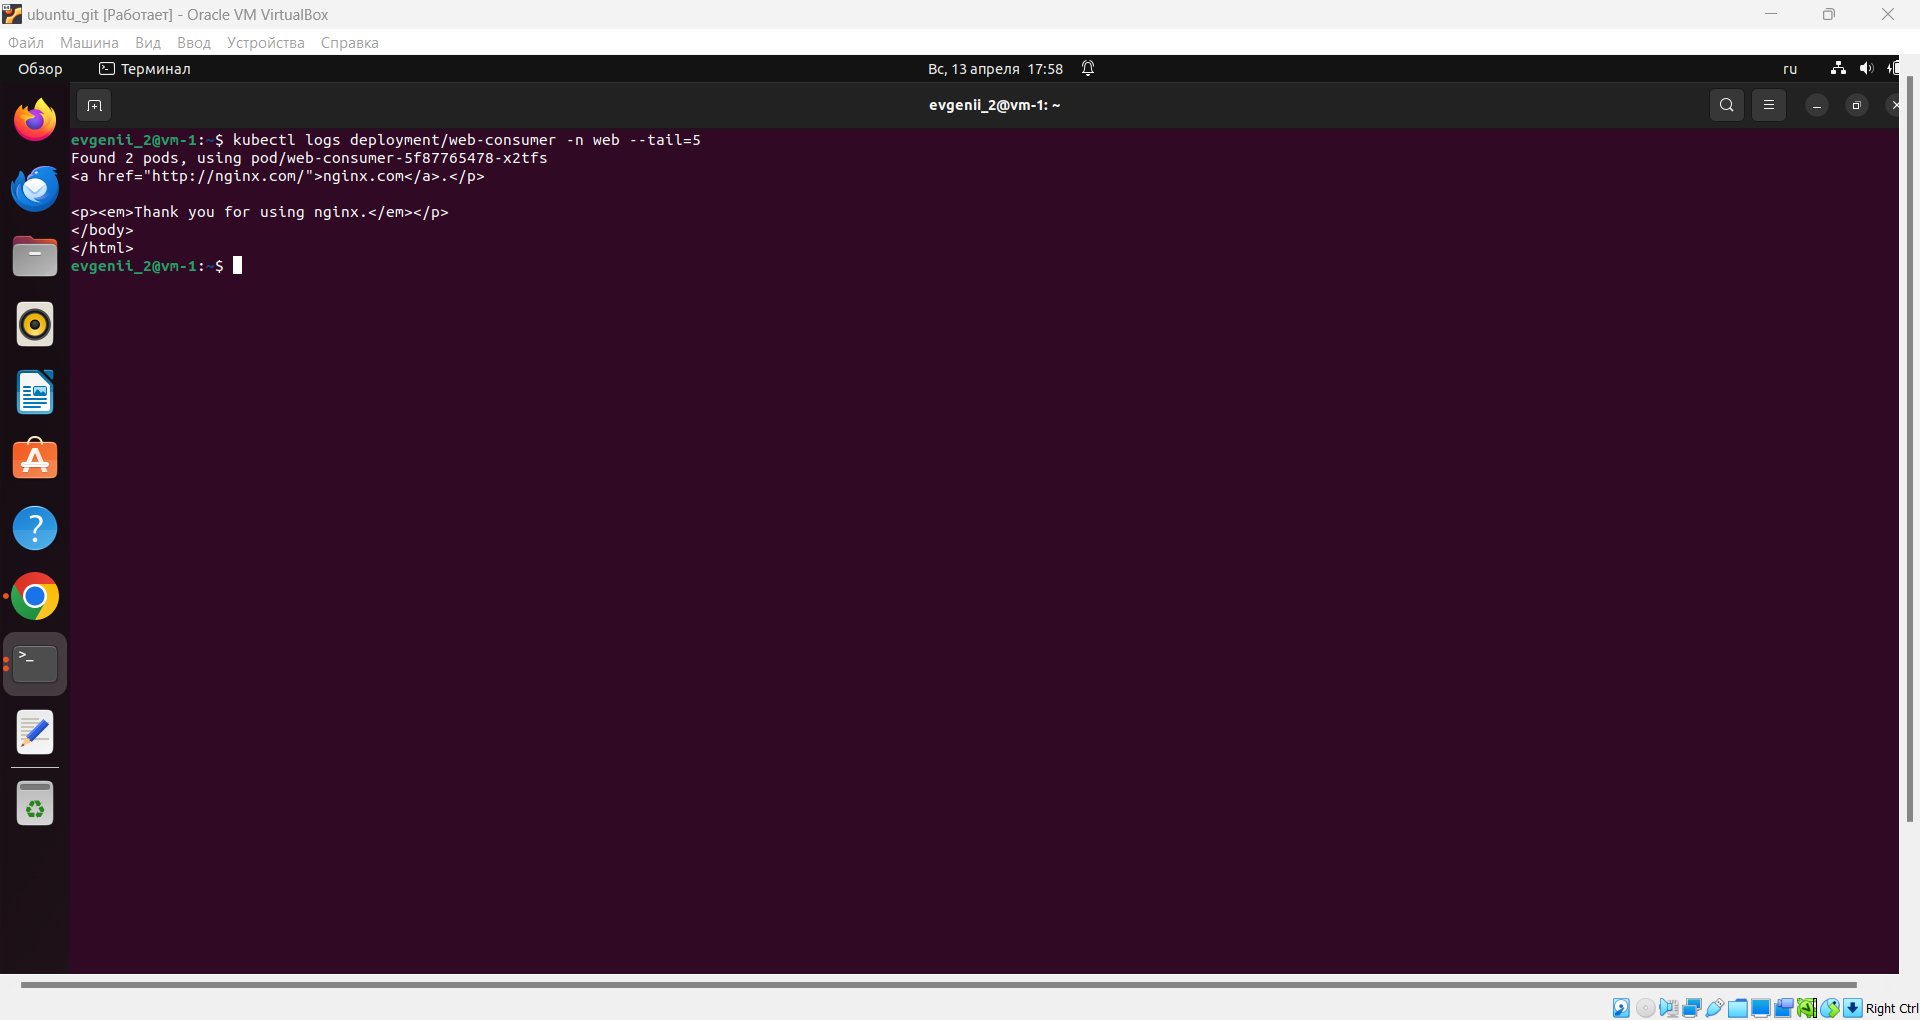 ubuntu_git [Работает] - Oracle VM VirtualBox
Файл Машина Вид Ввод Устройства Справка
Обзор Терминал Вс, 13 апреля 17:58 ru
evgenii_2@vm-1: ~
evgenii_2@vm-1:~$ kubectl logs deployment/web-consumer -n web --tail=5
Found 2 pods, using pod/web-consumer-5f87765478-x2tfs
<a href="http://nginx.com/">nginx.com</a>.</p>
<p><em>Thank you for using nginx.</em></p>
</body>
</html>
evgenii_2@vm-1:~$
Right Ctrl